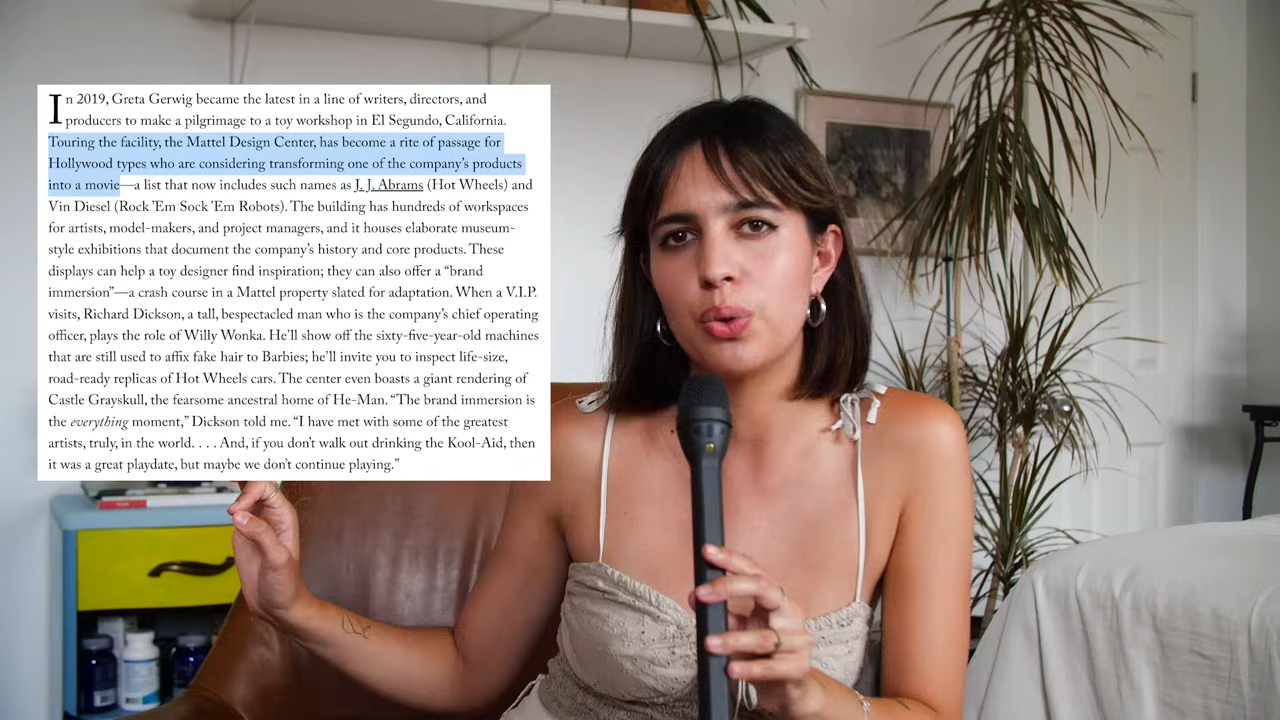 In 2019, Greta Gerwig became the latest in a line of writers, directors, and
producers to make a pilgrimage to a toy workshop in El Segundo, California.
Touring the facility, the Mattel Design Center, has become a rite of passage for
Hollywood types who are considering transforming one of the company’s products
into a movie—a list that now includes such names as J. J. Abrams (Hot Wheels) and
Vin Diesel (Rock ’Em Sock ’Em Robots). The building has hundreds of workspaces
for artists, model-makers, and project managers, and it houses elaborate museum-
style exhibitions that document the company’s history and core products. These
displays can help a toy designer find inspiration; they can also offer a “brand
immersion”—a crash course in a Mattel property slated for adaptation. When a V.I.P.
visits, Richard Dickson, a tall, bespectacled man who is the company’s chief operating
officer, plays the role of Willy Wonka. He’ll show off the sixty-five-year-old machines
that are still used to affix fake hair to Barbies; he’ll invite you to inspect life-size,
road-ready replicas of Hot Wheels cars. The center even boasts a giant rendering of
Castle Grayskull, the fearsome ancestral home of He-Man. “The brand immersion is
the everything moment,” Dickson told me. “I have met with some of the greatest
artists, truly, in the world. . . . And, if you don’t walk out drinking the Kool-Aid, then
it was a great playdate, but maybe we don’t continue playing.”